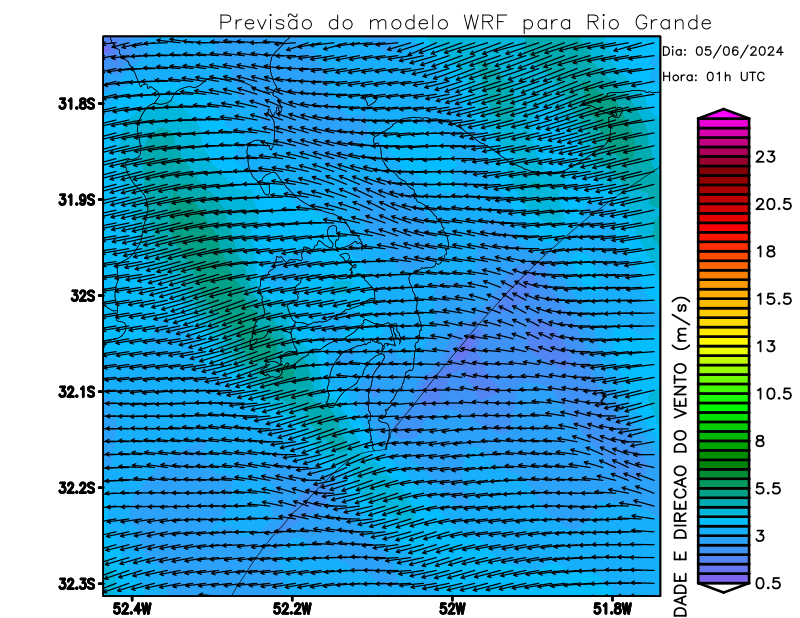 Previsão do modelo WRF para Rio Grande
Dia: 05/06/2024
Hora: 01h UTC
31.8S
31.9S
32S
32.1S
32.2S
32.3S
52.4W
52.2W
52W
51.8W
23
20.5
18
15.5
13
10.5
8
5.5
3
0.5
DADE E DIRECAO DO VENTO (m/s)